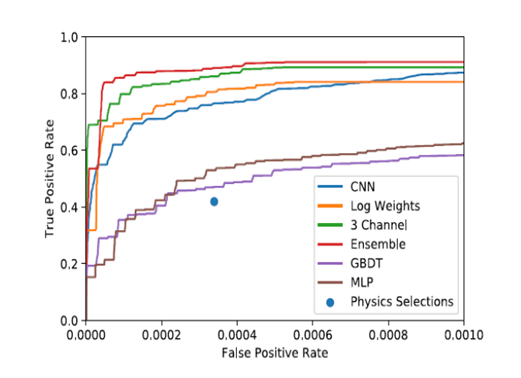 1.0
0.8
0.6
0.4
0.2
0.0
True Positive Rate
CNN
Log Weights
3 Channel
Ensemble
GBDT
MLP
Physics Selections
0.0000 0.0002 0.0004 0.0006 0.0008 0.0010
False Positive Rate